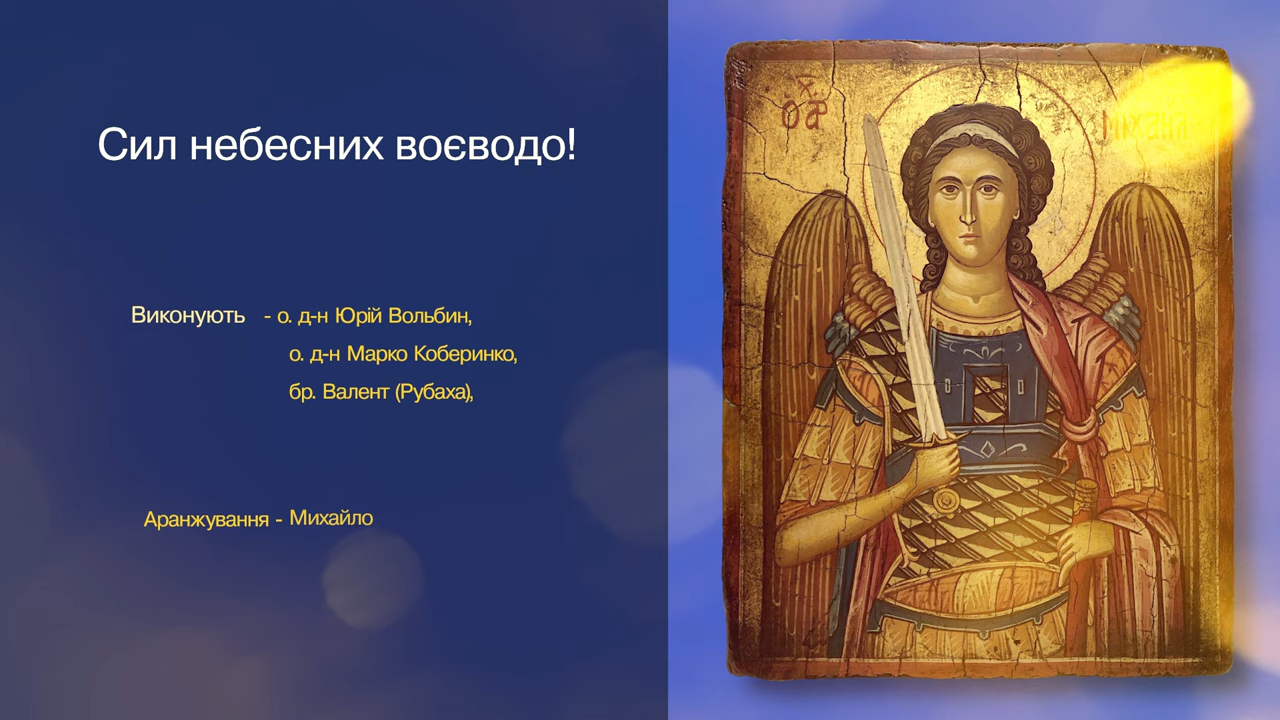 Сил небесних воєводо!
Виконують - о. д-н Юрій Вольбин,
о. д-н Марко Коберинко,
бр. Валент (Рубаха),
Аранжування - Михайло